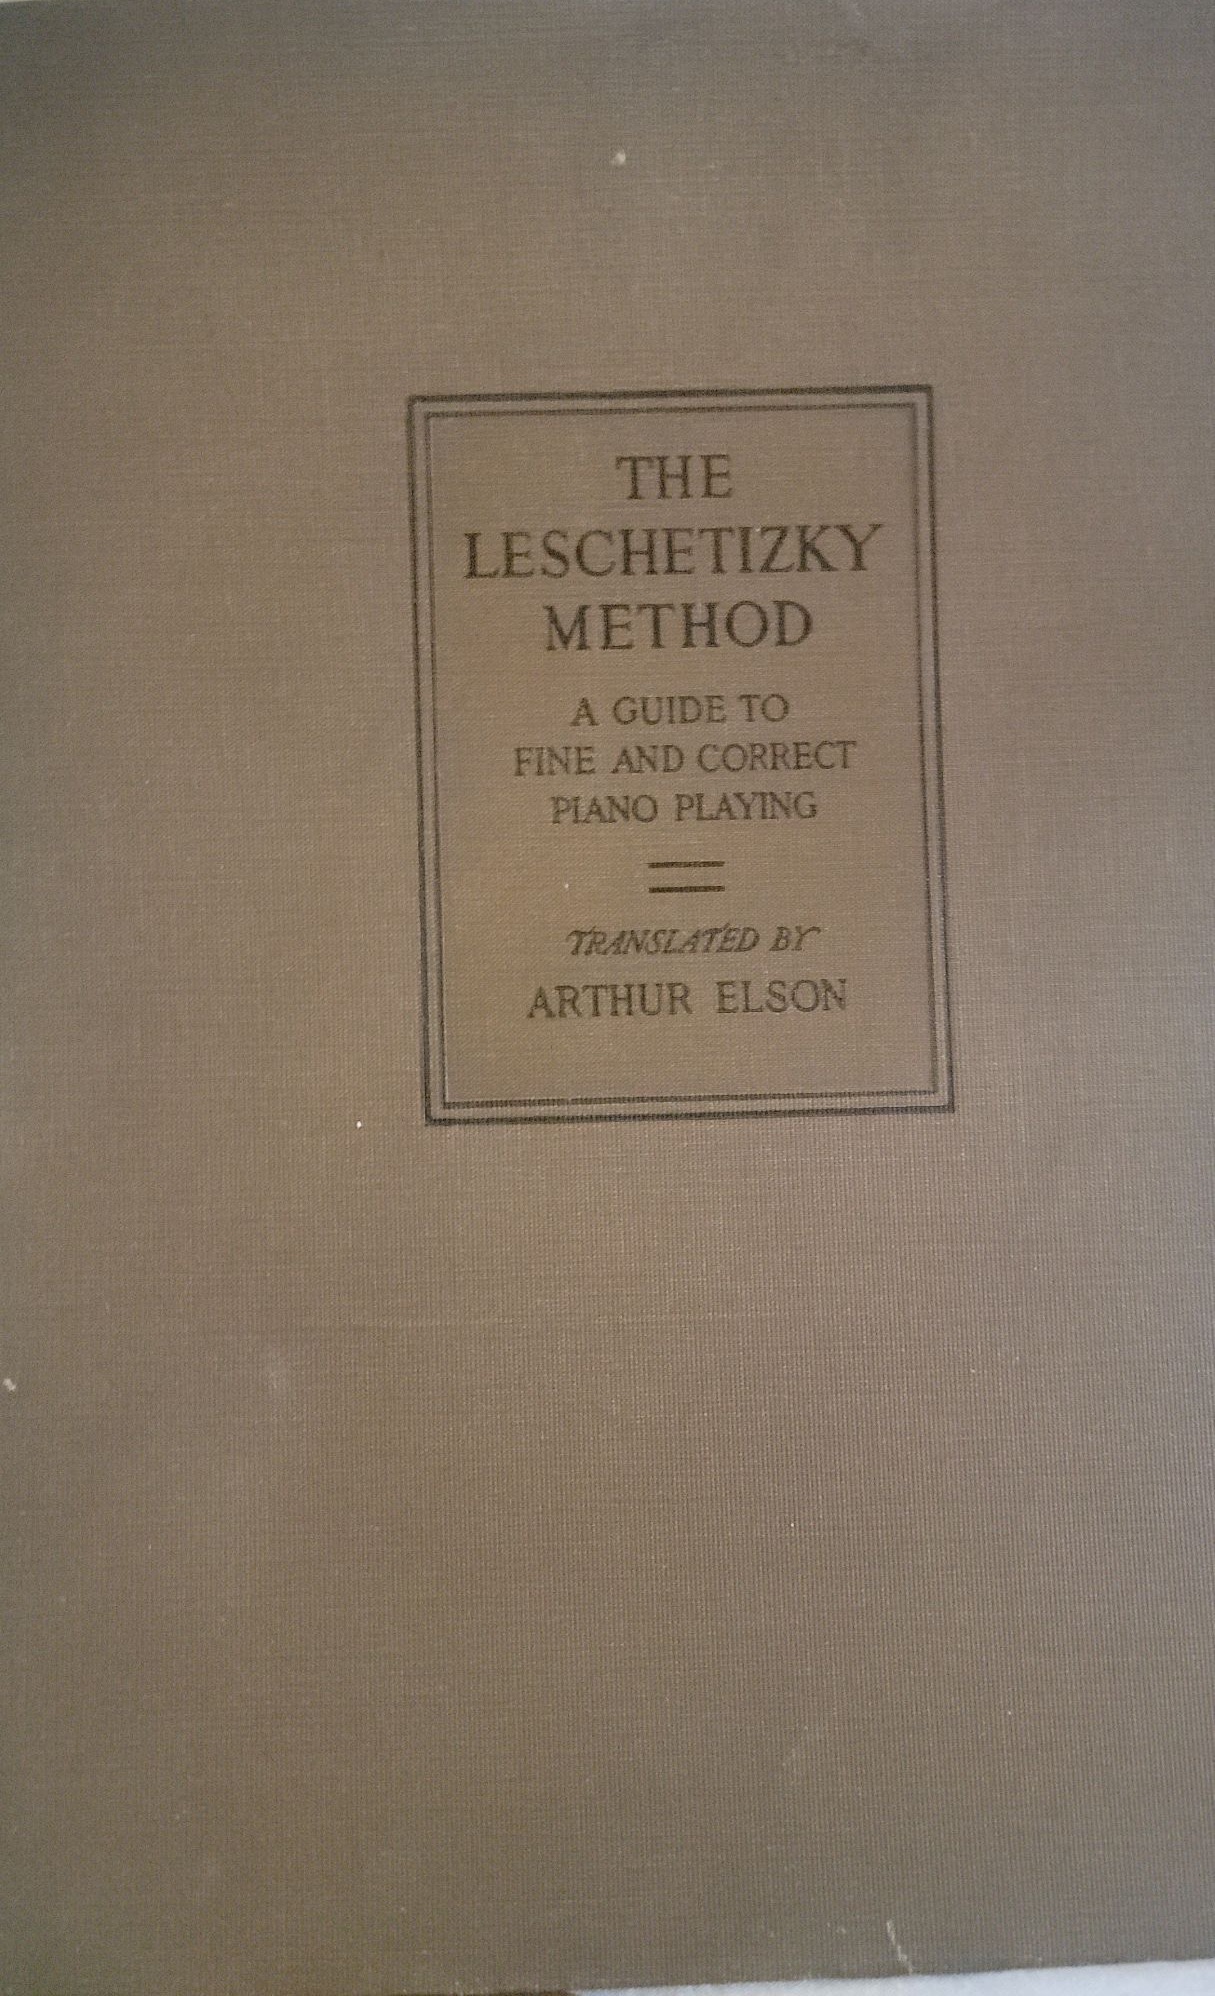 THE
LESCHETIZKY
METHOD
A GUIDE TO
FINE AND CORRECT
PIANO PLAYING
TRANSLATED BY
ARTHUR ELSON